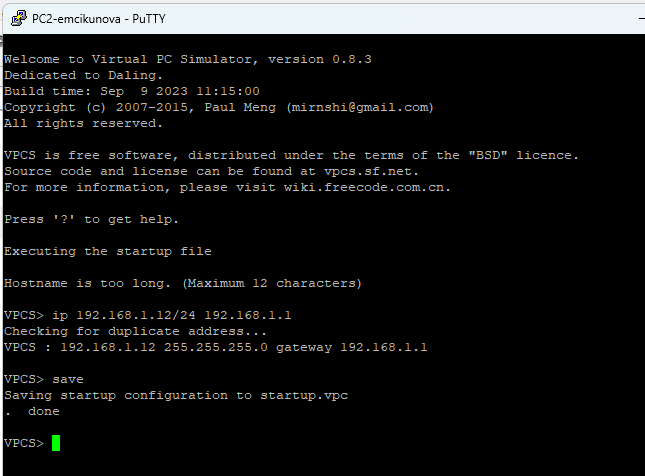 PC2-emcikunova - PuTTY
Welcome to Virtual PC Simulator, version 0.8.3
Dedicated to Daling.
Build time: Sep  9 2023 11:15:00
Copyright (c) 2007-2015, Paul Meng (mirnshi@gmail.com)
All rights reserved.
VPCS is free software, distributed under the terms of the "BSD" licence.
Source code and license can be found at vpcs.sf.net.
For more information, please visit wiki.freecode.com.cn.
Press '?' to get help.
Executing the startup file
Hostname is too long. (Maximum 12 characters)
VPCS> ip 192.168.1.12/24 192.168.1.1
Checking for duplicate address...
VPCS : 192.168.1.12 255.255.255.0 gateway 192.168.1.1
VPCS> save
Saving startup configuration to startup.vpc
.  done
VPCS>